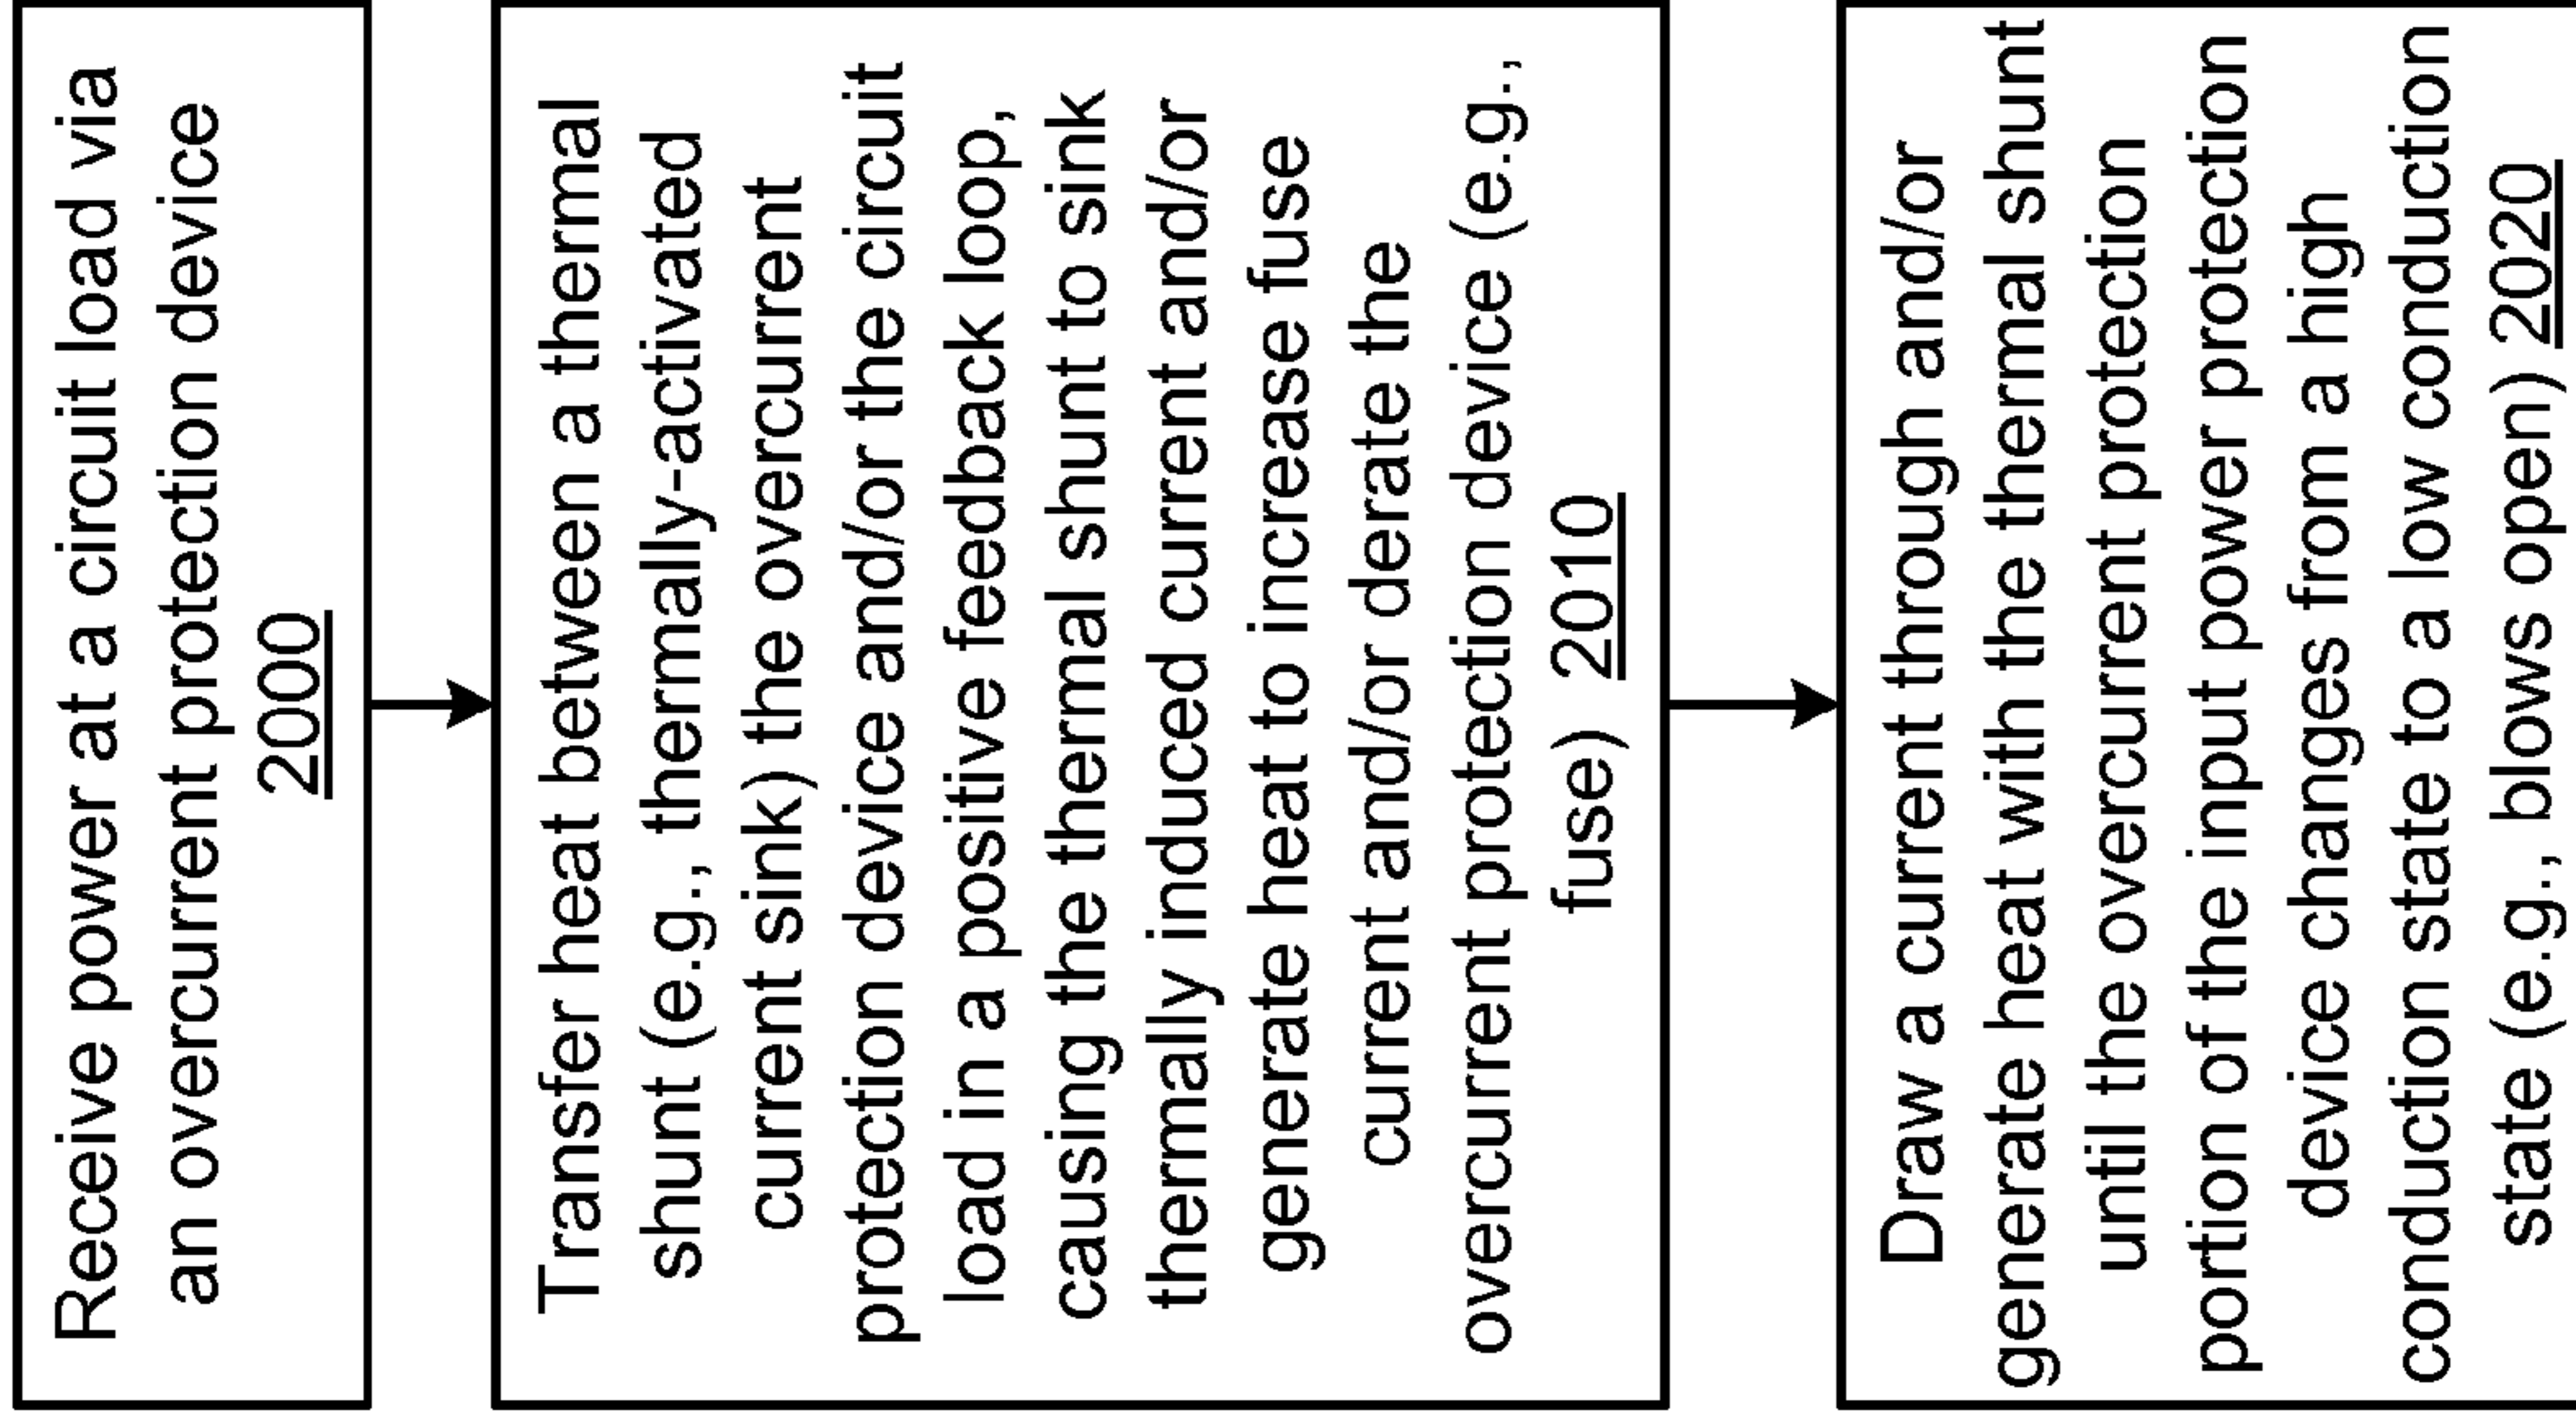 Receive power at a circuit load via
an overcurrent protection device
2000
Transfer heat between a thermal
shunt (e.g., thermally-activated
current sink) the overcurrent
protection device and/or the circuit
load in a positive feedback loop,
causing the thermal shunt to sink
thermally induced current and/or
generate heat to increase fuse
current and/or derate the
overcurrent protection device (e.g.,
fuse) 2010
Draw a current through and/or
generate heat with the thermal shunt
until the overcurrent protection
portion of the input power protection
device changes from a high
conduction state to a low conduction
state (e.g., blows open) 2020